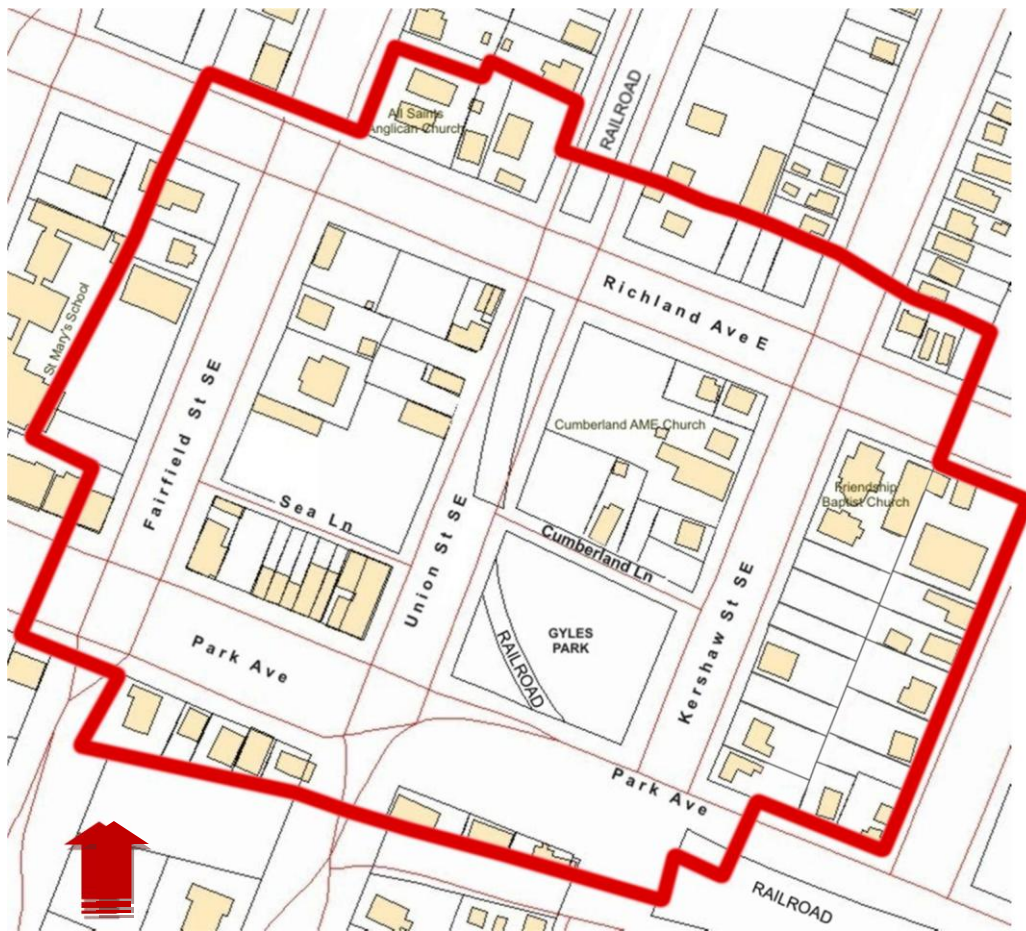 RAILROAD
All Saints
Anglican Church
Richland Ave E
St Mary's School
Fairfield St SE
Cumberland AME Church
Friendship
Baptist Church
Sea Ln
Union St SE
Cumberland Ln
Kershaw St SE
GYLES
PARK
RAILROAD
Park Ave
Park Ave
RAILROAD